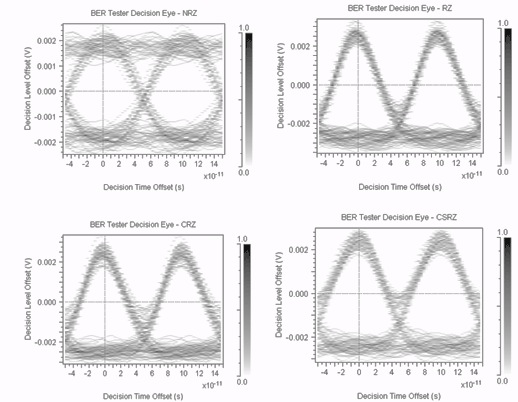 BER Tester Decision Eye - NRZ
Decision Level Offset (V)
0.002
0.001
0.000
-0.001
-0.002
-4 -2 0 2 4 6 8 10 12 14
x10-11
Decision Time Offset (s)
1.0
0.0
BER Tester Decision Eye - RZ
Decision Level Offset (V)
0.002
0.000
-0.002
-4 -2 0 2 4 6 8 10 12 14
x10-11
Decision Time Offset (s)
1.0
0.0
BER Tester Decision Eye - CRZ
Decision Level Offset (V)
0.002
0.000
-0.002
-4 -2 0 2 4 6 8 10 12 14
x10-11
Decision Time Offset (s)
1.0
0.0
BER Tester Decision Eye - CSRZ
Decision Level Offset (V)
0.002
0.000
-0.002
-4 -2 0 2 4 6 8 10 12 14
x10-11
Decision Time Offset (s)
1.0
0.0